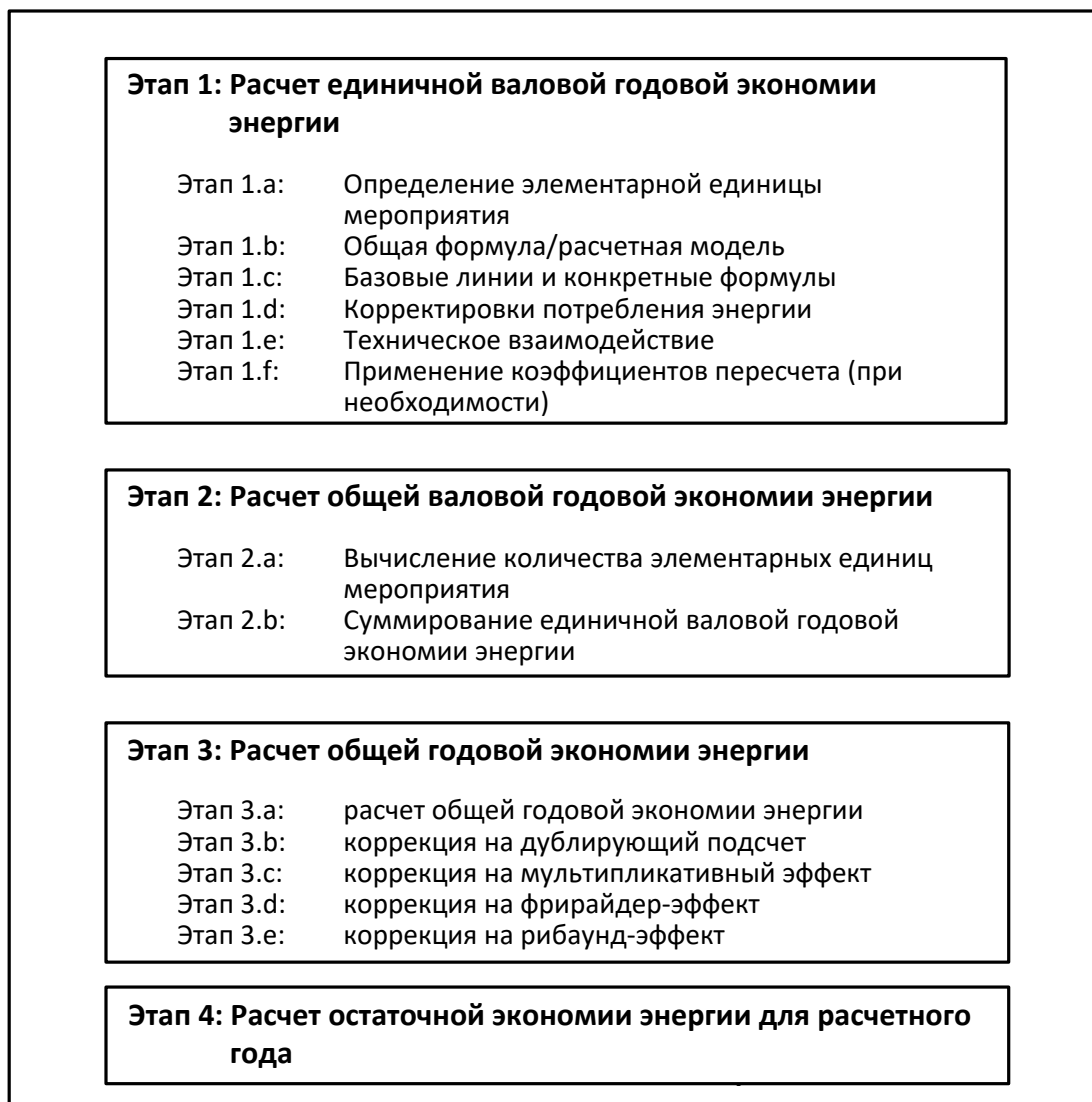 Этап 1: Расчет единичной валовой годовой экономии
энергии
Этап 1.a: Определение элементарной единицы
мероприятия
Этап 1.b: Общая формула/расчетная модель
Этап 1.c: Базовые линии и конкретные формулы
Этап 1.d: Корректировки потребления энергии
Этап 1.e: Техническое взаимодействие
Этап 1.f: Применение коэффициентов пересчета (при
необходимости)
Этап 2: Расчет общей валовой годовой экономии энергии
Этап 2.a: Вычисление количества элементарных единиц
мероприятия
Этап 2.b: Суммирование единичной валовой годовой
экономии энергии
Этап 3: Расчет общей годовой экономии энергии
Этап 3.a: расчет общей годовой экономии энергии
Этап 3.b: коррекция на дублирующий подсчет
Этап 3.c: коррекция на мультипликативный эффект
Этап 3.d: коррекция на фрирайдер-эффект
Этап 3.e: коррекция на рибаунд-эффект
Этап 4: Расчет остаточной экономии энергии для расчетного
года